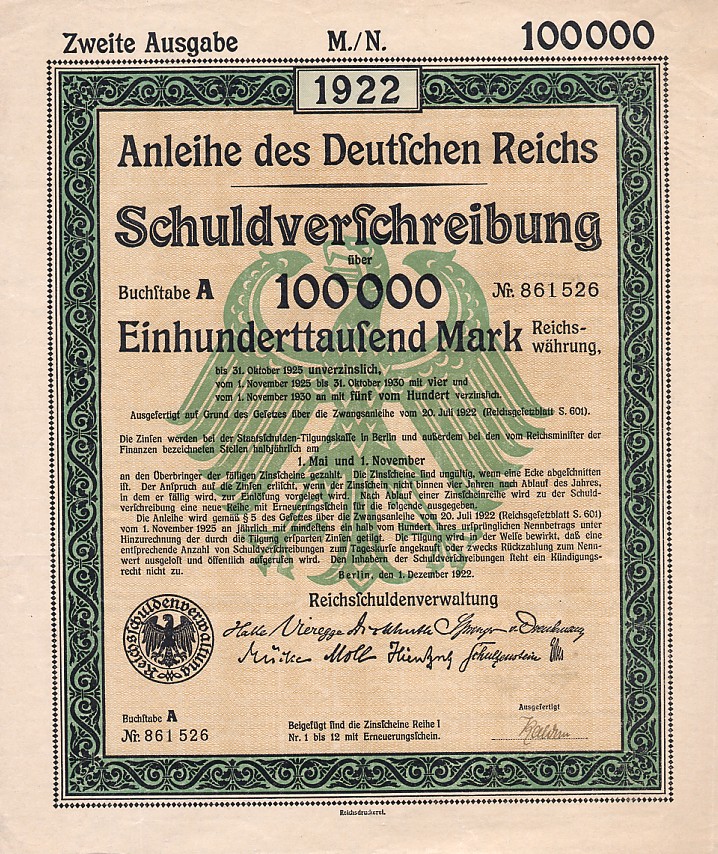 Zweite Ausgabe M./N. 100000
1922
Anleihe des Deutſchen Reichs
Schuldverſchreibung
über
Buchſtabe A 100000 Nr. 861526
Einhunderttauſend Mark Reichs-
währung,
bis 31. Oktober 1925 unverzinslich,
vom 1. November 1925 bis 31. Oktober 1930 mit vier und
vom 1. November 1930 an mit fünf vom Hundert verzinslich.
Ausgefertigt auf Grund des Geſetzes über die Zwangsanleihe vom 20. Juli 1922 (Reichsgeſetzblatt S. 601).
Die Zinſen werden bei der Staatsſchulden-Tilgungskaſſe in Berlin und außerdem bei den vom Reichsminiſter der
Finanzen bezeichneten Stellen halbjährlich am
1. Mai und 1. November
an den Überbringer der fälligen Zinsſcheine gezahlt. Die Zinsſcheine ſind ungültig, wenn eine Ecke abgeſchnitten
iſt. Der Anſpruch auf die Zinſen erliſcht, wenn der Zinsſchein nicht binnen vier Jahren nach Ablauf des Jahres,
in dem er fällig wird, zur Einlöſung vorgelegt wird. Nach Ablauf einer Zinsſcheinreihe wird zu der Schuld-
verſchreibung eine neue Reihe mit Erneuerungsſchein für die folgende ausgegeben.
Die Anleihe wird gemäß § 5 des Geſetzes über die Zwangsanleihe vom 20. Juli 1922 (Reichsgeſetzblatt S. 601)
vom 1. November 1925 an jährlich mit mindeſtens ein halb vom Hundert ihres urſprünglichen Nennbetrags unter
Hinzurechnung der durch die Tilgung erſparten Zinſen getilgt. Die Tilgung wird in der Weiſe bewirkt, daß eine
entſprechende Anzahl von Schuldverſchreibungen zum Tageskurſe angekauft oder zwecks Rückzahlung zum Nenn-
wert ausgeloſt und öffentlich aufgerufen wird. Den Inhabern der Schuldverſchreibungen ſteht ein Kündigungs-
recht nicht zu. Berlin, den 1. Dezember 1922.
Reichsſchuldenverwaltung
Reichsſchuldenverwaltung
Halle Vieregge Springer
Mücke Moll Schultzenstein
Buchſtabe A
Nr. 861526
Beigefügt ſind die Zinsſcheine Reihe I
Nr. 1 bis 12 mit Erneuerungsſchein.
Ausgefertigt
Reichsdruckerei.